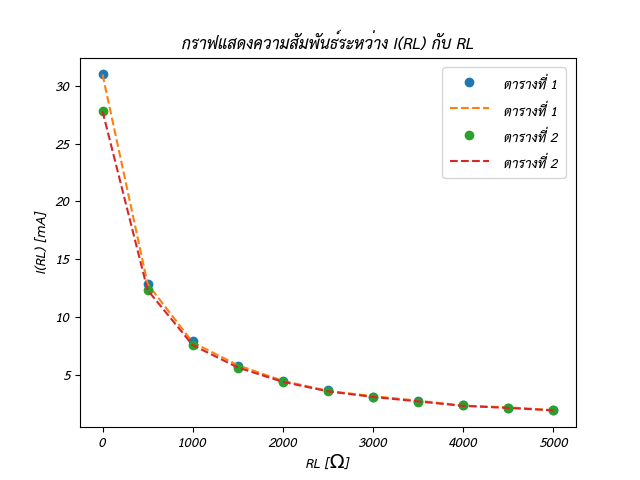 กราฟแสดงความสัมพันธ์ระหว่าง I(RL) กับ RL
ตารางที่ 1
ตารางที่ 1
ตารางที่ 2
ตารางที่ 2
I(RL) [mA]
30
25
20
15
10
5
0 1000 2000 3000 4000 5000
RL [Ω]